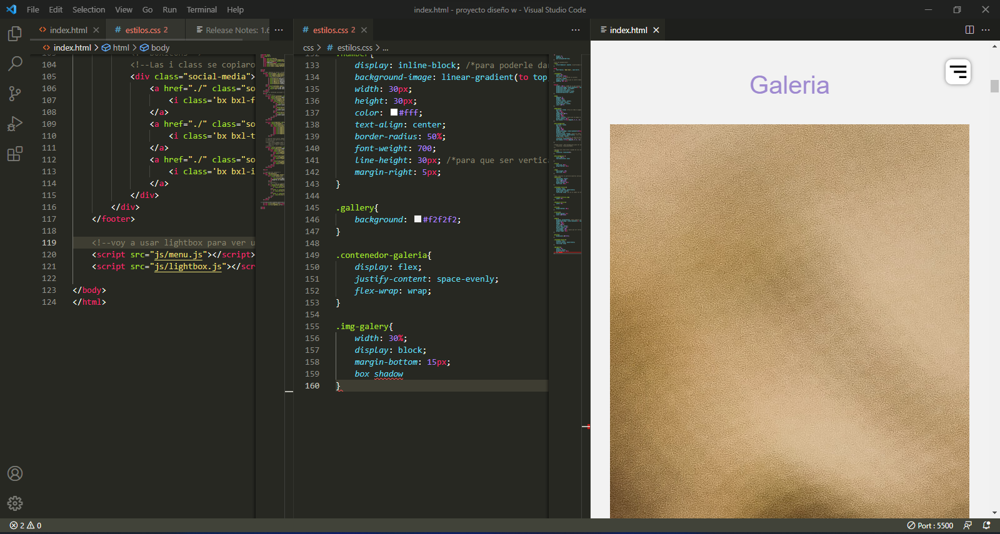 File Edit Selection View Go Run Terminal Help
index.html - proyecto diseño w - Visual Studio Code
index.html
estilos.css 2
Release Notes: 1.6
index.html > html > body
104 <!--Las i class se copiaro
105 <div class="social-media">
106 <a href="./" class="so
107 <i class='bx bxl-f
108 </a>
109 <a href="./" class="so
110 <i class='bx bxl-t
111 </a>
112 <a href="./" class="so
113 <i class='bx bxl-i
114 </a>
115 </div>
116 </div>
117 </footer>
118
119 <!--voy a usar lightbox para ver u
120 <script src="js/menu.js"></script>
121 <script src="js/lightbox.js"></scr
122
123 </body>
124 </html>
estilos.css 2
css > # estilos.css > ...
132 .number{
133 display: inline-block; /*para poderle da
134 background-image: linear-gradient(to top,
135 width: 30px;
136 height: 30px;
137 color: #fff;
138 text-align: center;
139 border-radius: 50%;
140 font-weight: 700;
141 line-height: 30px; /*para que ser vertica
142 margin-right: 5px;
143 }
144
145 .gallery{
146 background: #f2f2f2;
147 }
148
149 .contenedor-galeria{
150 display: flex;
151 justify-content: space-evenly;
152 flex-wrap: wrap;
153 }
154
155 .img-galery{
156 width: 30%;
157 display: block;
158 margin-bottom: 15px;
159 box shadow
160 }
index.html
Galeria
2 0
Port : 5500